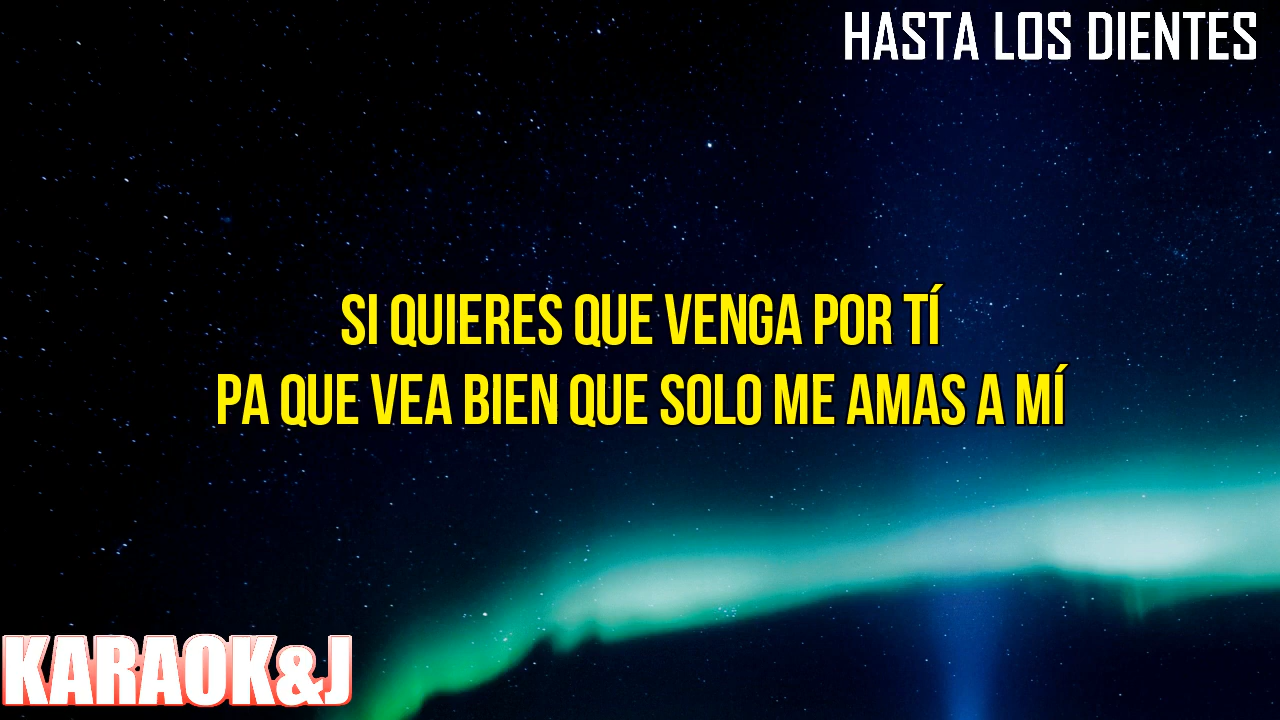 HASTA LOS DIENTES
SI QUIERES QUE VENGA POR TÍ
PA QUE VEA BIEN QUE SOLO ME AMAS A MÍ
KARAOK&J